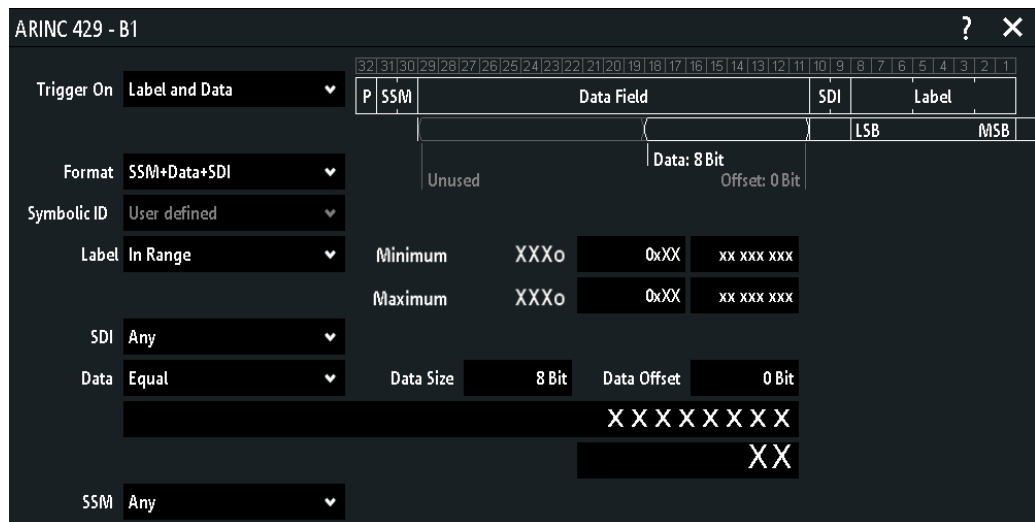 ARINC 429 - B1 ? X
32 31 30 29 28 27 26 25 24 23 22 21 20 19 18 17 16 15 14 13 12 11 10 9 8 7 6 5 4 3 2 1
Trigger On Label and Data P SSM Data Field SDI Label
LSB MSB
Data: 8 Bit
Format SSM+Data+SDI Unused Offset: 0 Bit
Symbolic ID User defined
Label In Range Minimum XXXo 0xXX xx xxx xxx
Maximum XXXo 0xXX xx xxx xxx
SDI Any
Data Equal Data Size 8 Bit Data Offset 0 Bit
X X X X X X X X
XX
SSM Any